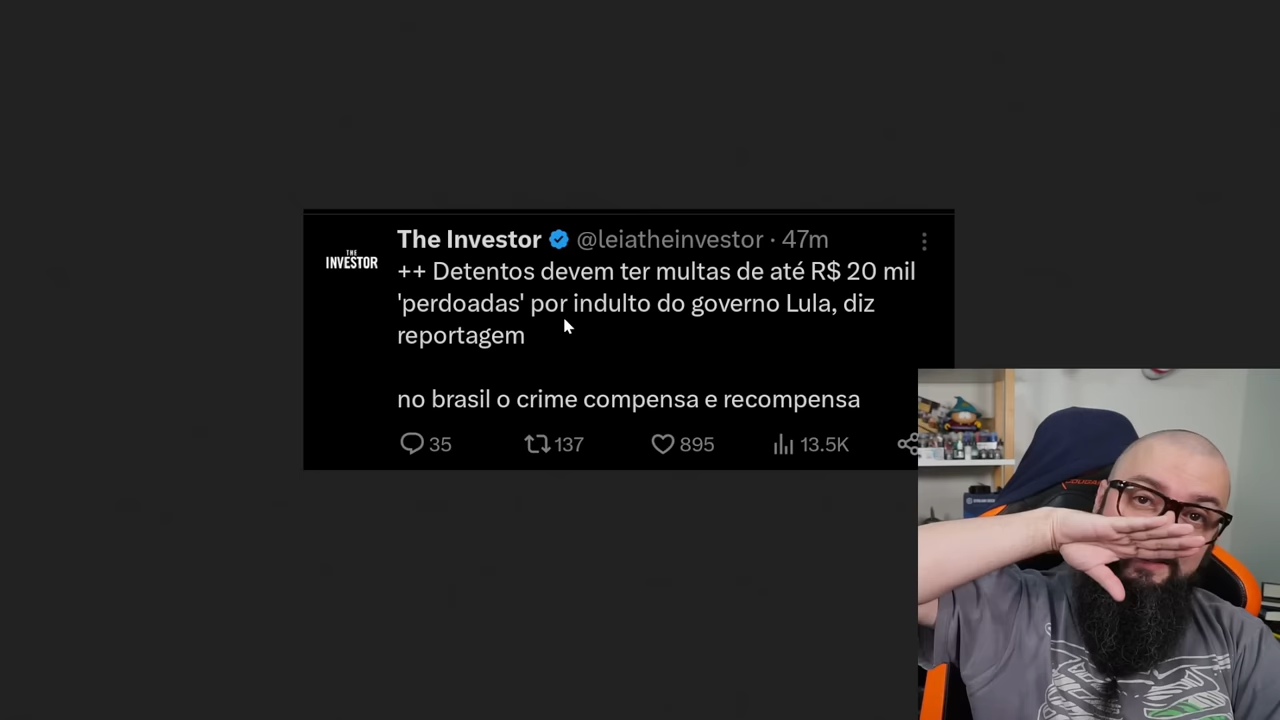 The Investor @leiatheinvestor · 47m
THE
INVESTOR
++ Detentos devem ter multas de até R$ 20 mil
'perdoadas' por indulto do governo Lula, diz
reportagem
no brasil o crime compensa e recompensa
35 137 895 13.5K